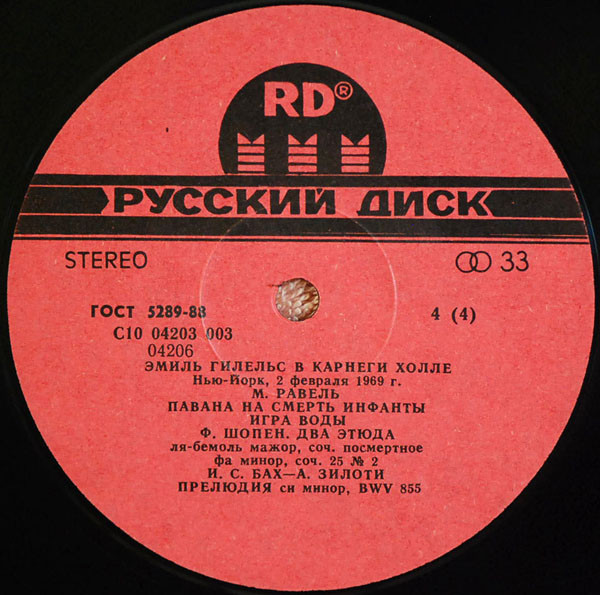 RD®
РУССКИЙ ДИСК
STEREO 33
ГОСТ 5289-88 4 (4)
С10 04203 003
04206
ЭМИЛЬ ГИЛЕЛЬС В КАРНЕГИ ХОЛЛЕ
Нью-Йорк, 2 февраля 1969 г.
М. РАВЕЛЬ
ПАВАНА НА СМЕРТЬ ИНФАНТЫ
ИГРА ВОДЫ
Ф. ШОПЕН. ДВА ЭТЮДА
ля-бемоль мажор, соч. посмертное
фа минор, соч. 25 № 2
И. С. БАХ—А. ЗИЛОТИ
ПРЕЛЮДИЯ си минор, BWV 855